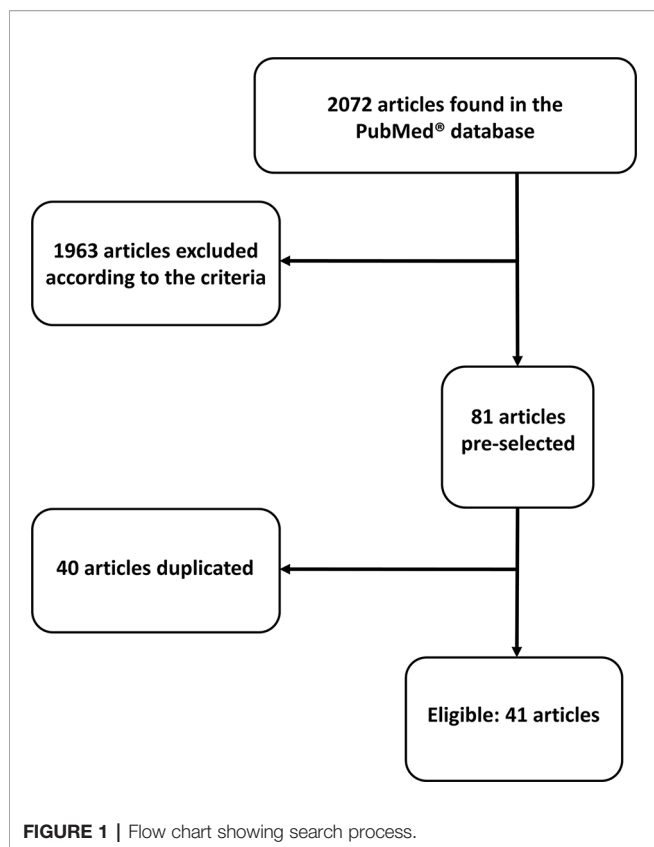 2072 articles found in the
PubMed® database
1963 articles excluded
according to the criteria
81 articles
pre-selected
40 articles duplicated
Eligible: 41 articles
FIGURE 1 | Flow chart showing search process.